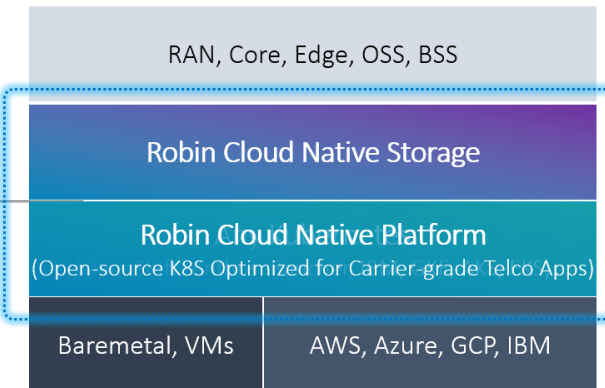 RAN, Core, Edge, OSS, BSS
Robin Cloud Native Storage
Robin Cloud Native Platform
(Open-source K8S Optimized for Carrier-grade Telco Apps)
Baremetal, VMs
AWS, Azure, GCP, IBM